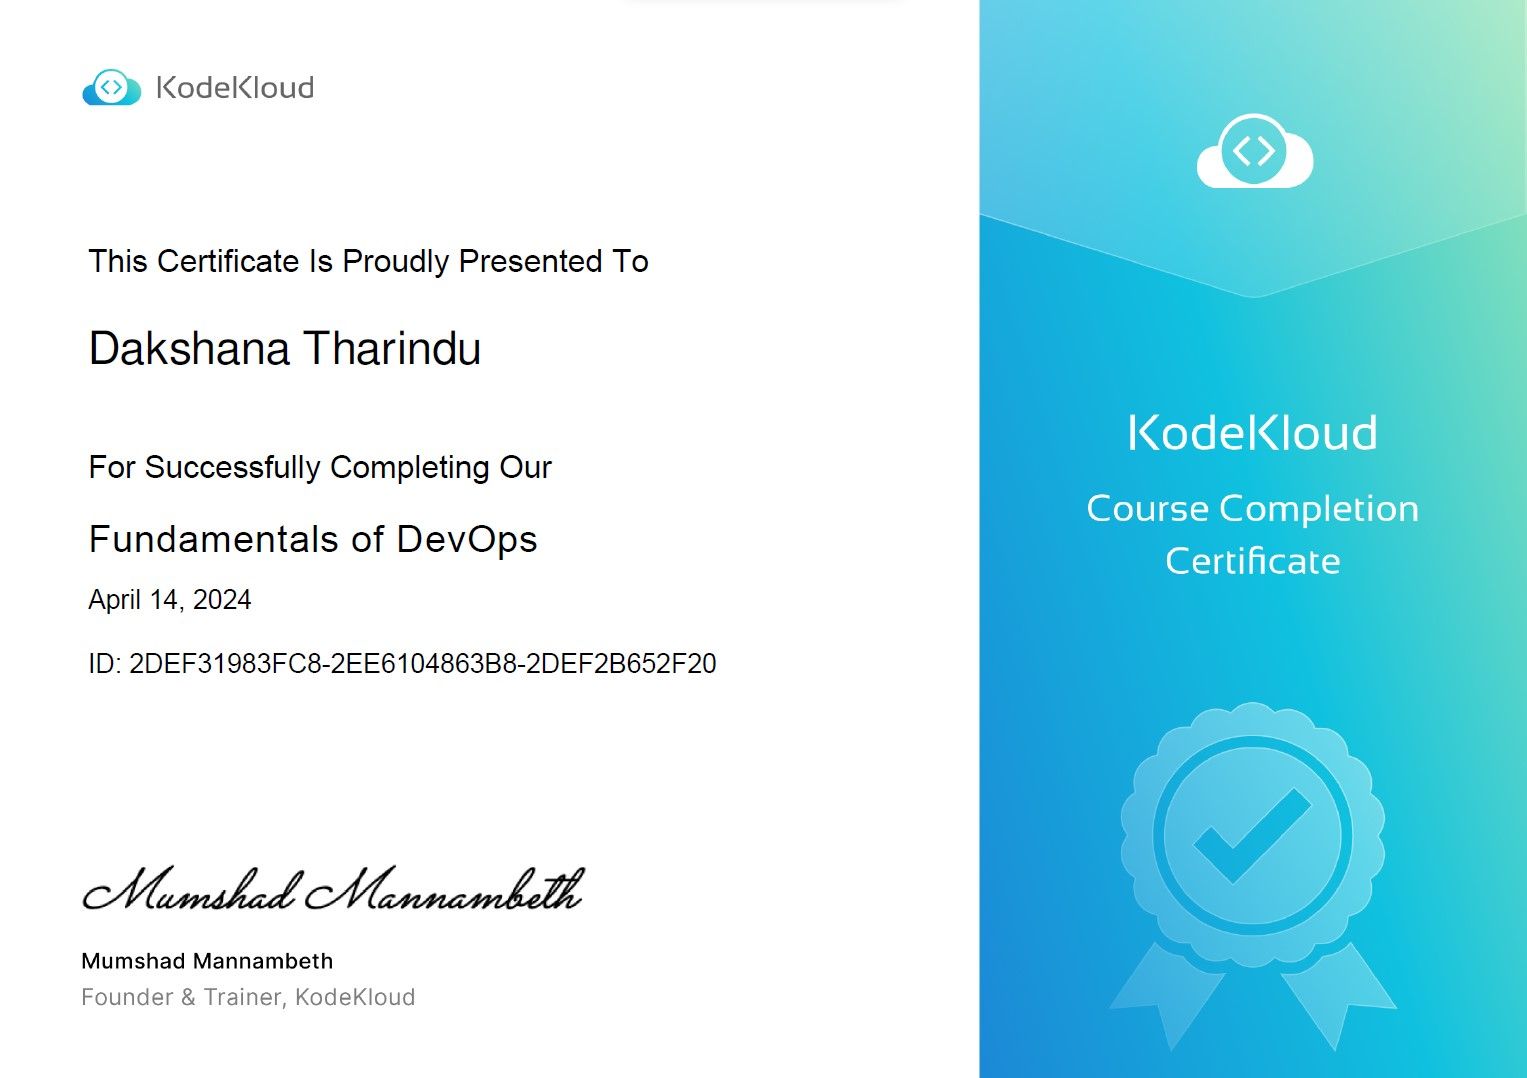 KodeKloud
This Certificate Is Proudly Presented To
Dakshana Tharindu
For Successfully Completing Our
Fundamentals of DevOps
April 14, 2024
ID: 2DEF31983FC8-2EE6104863B8-2DEF2B652F20
Mumshad Mannambeth
Mumshad Mannambeth
Founder & Trainer, KodeKloud
KodeKloud
Course Completion
Certificate